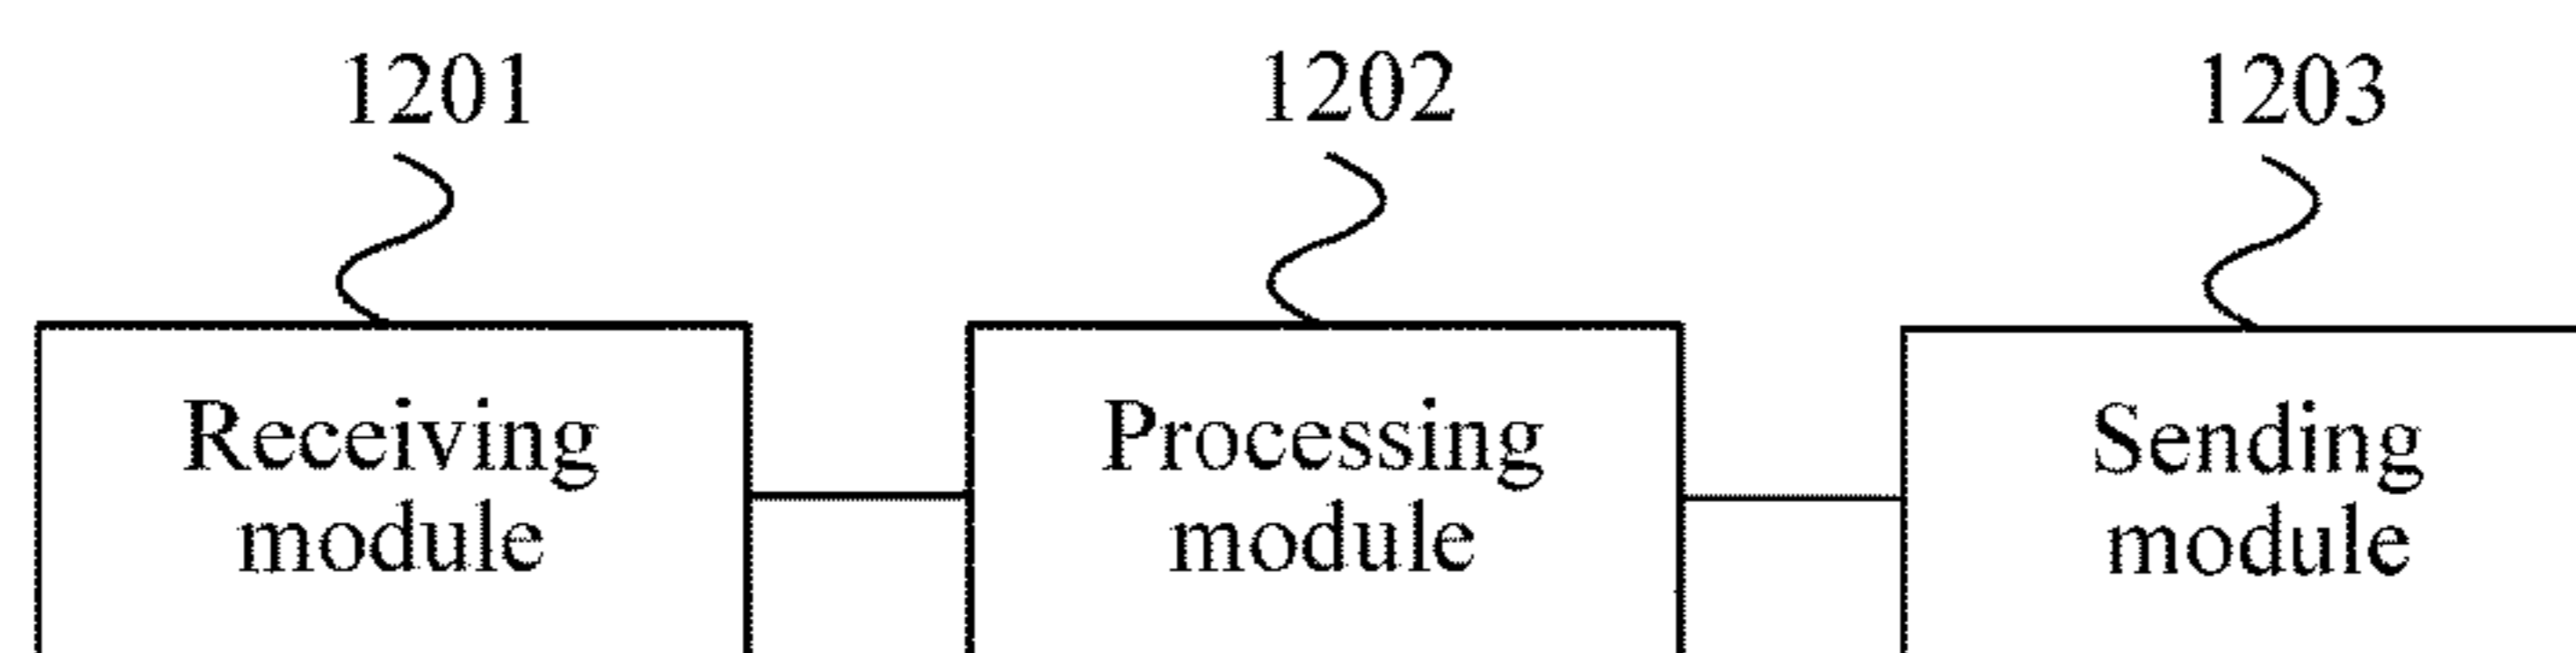 1201
1202
1203
Receiving
module
Processing
module
Sending
module